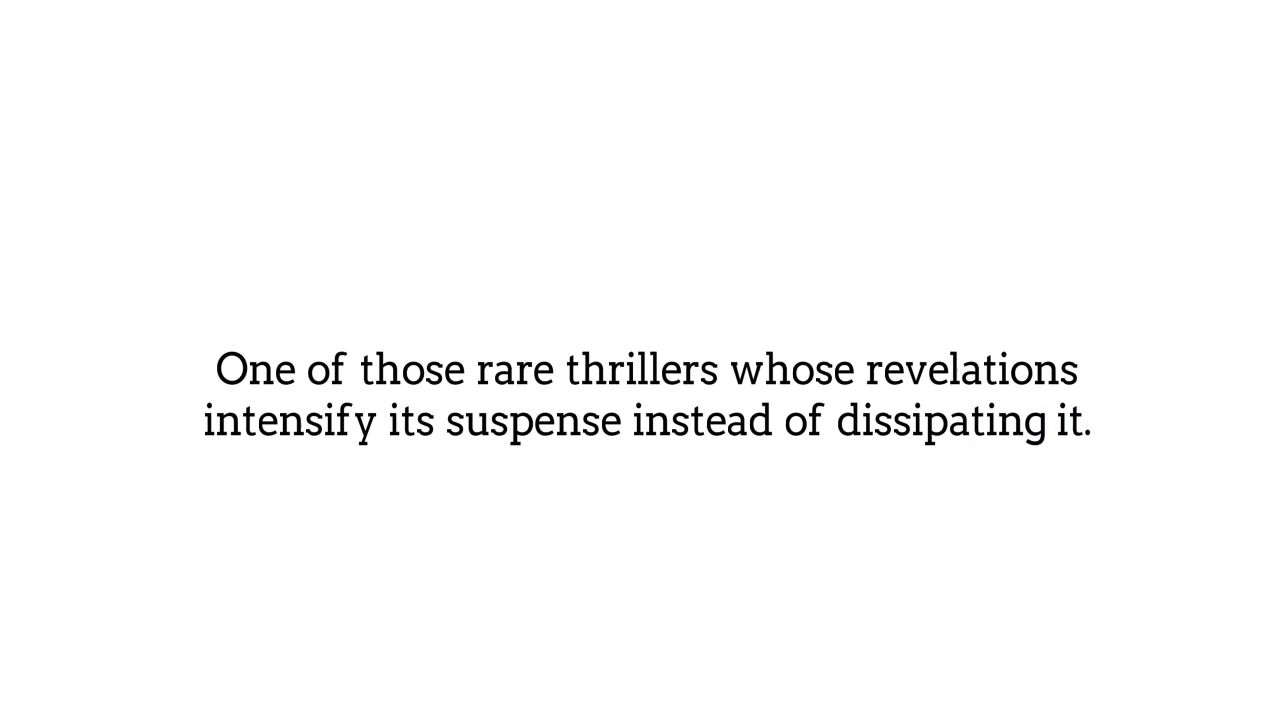 One of those rare thrillers whose revelations
intensify its suspense instead of dissipating it.